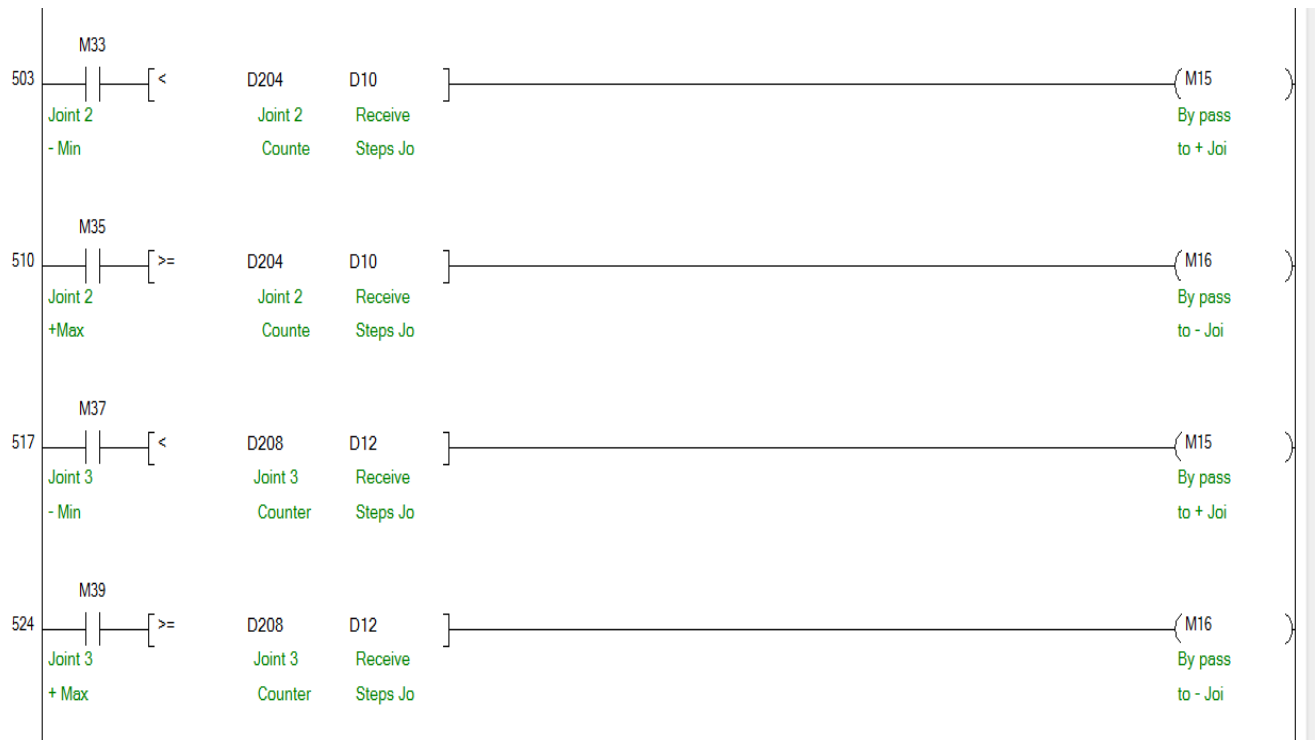 M33
503 [< D204 D10 ] (M15 )
Joint 2 Joint 2 Receive By pass
- Min Counte Steps Jo to + Joi
M35
510 [>= D204 D10 ] (M16 )
Joint 2 Joint 2 Receive By pass
+Max Counte Steps Jo to - Joi
M37
517 [< D208 D12 ] (M15 )
Joint 3 Joint 3 Receive By pass
- Min Counter Steps Jo to + Joi
M39
524 [>= D208 D12 ] (M16 )
Joint 3 Joint 3 Receive By pass
+ Max Counter Steps Jo to - Joi